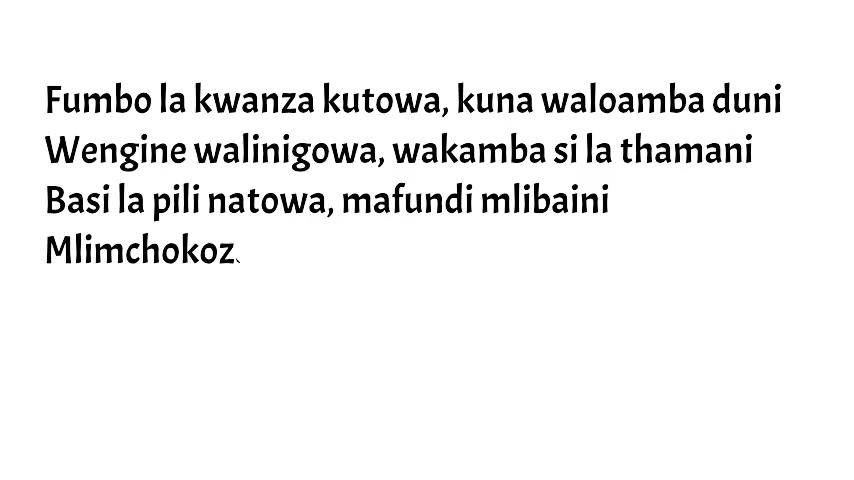 Fumbo la kwanza kutowa, kuna waloamba duni
Wengine walinigowa, wakamba si la thamani
Basi la pili natowa, mafundi mlibaini
Mlimchokoz